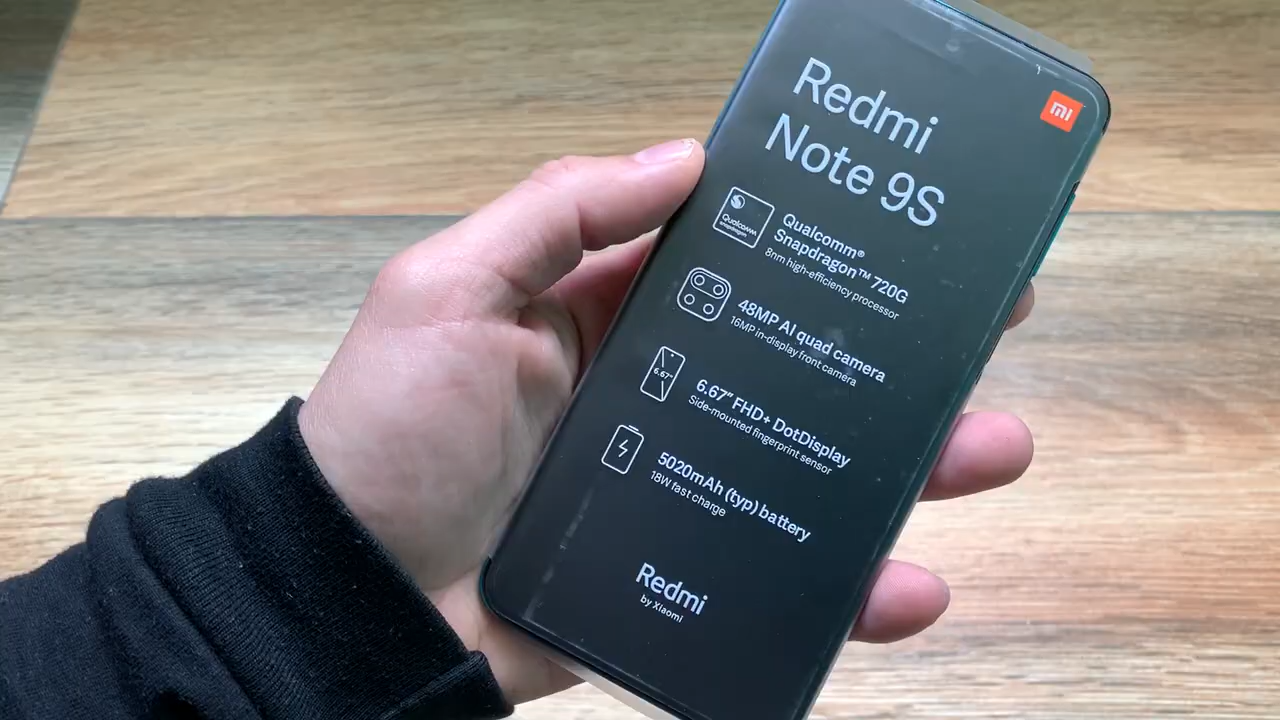 Redmi
Note 9S
mi
Qualcomm
snapdragon
Qualcomm®
Snapdragon™ 720G
8nm high-efficiency processor
48MP AI quad camera
16MP in-display front camera
6.67"
6.67" FHD+ DotDisplay
Side-mounted fingerprint sensor
5020mAh (typ) battery
18W fast charge
Redmi
by Xiaomi